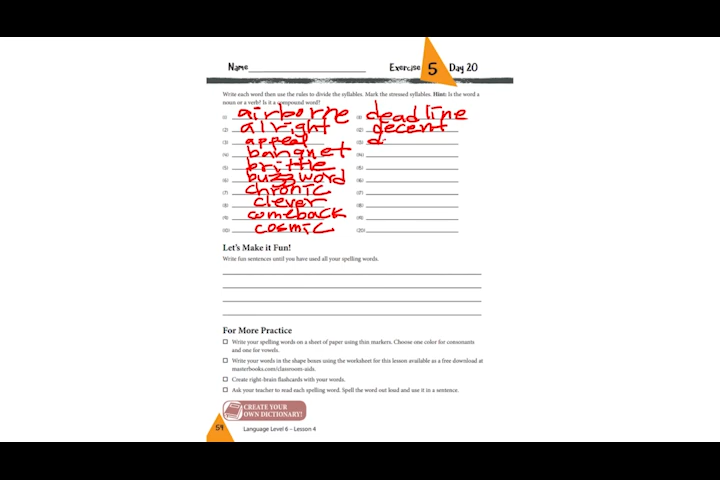 Name
Exercise 5 Day 20
Write each word then use the rules to divide the syllables. Mark the stressed syllables. Hint: Is the word a
noun or a verb? Is it a compound word?
(1) airborne
(2) alright
(3) appeal
(4) banquet
(5) brittle
(6) buzzword
(7) chronic
(8) clever
(9) comeback
(10) cosmic
(11) deadline
(12) decent
(13) d
(14)
(15)
(16)
(17)
(18)
(19)
(20)
Let's Make it Fun!
Write fun sentences until you have used all your spelling words.
For More Practice
Write your spelling words on a sheet of paper using thin markers. Choose one color for consonants
and one for vowels.
Write your words in the shape boxes using the worksheet for this lesson available as a free download at
masterbooks.com/classroom-aids.
Create right-brain flashcards with your words.
Ask your teacher to read each spelling word. Spell the word out loud and use it in a sentence.
CREATE YOUR
OWN DICTIONARY!
54 Language Level 6 – Lesson 4